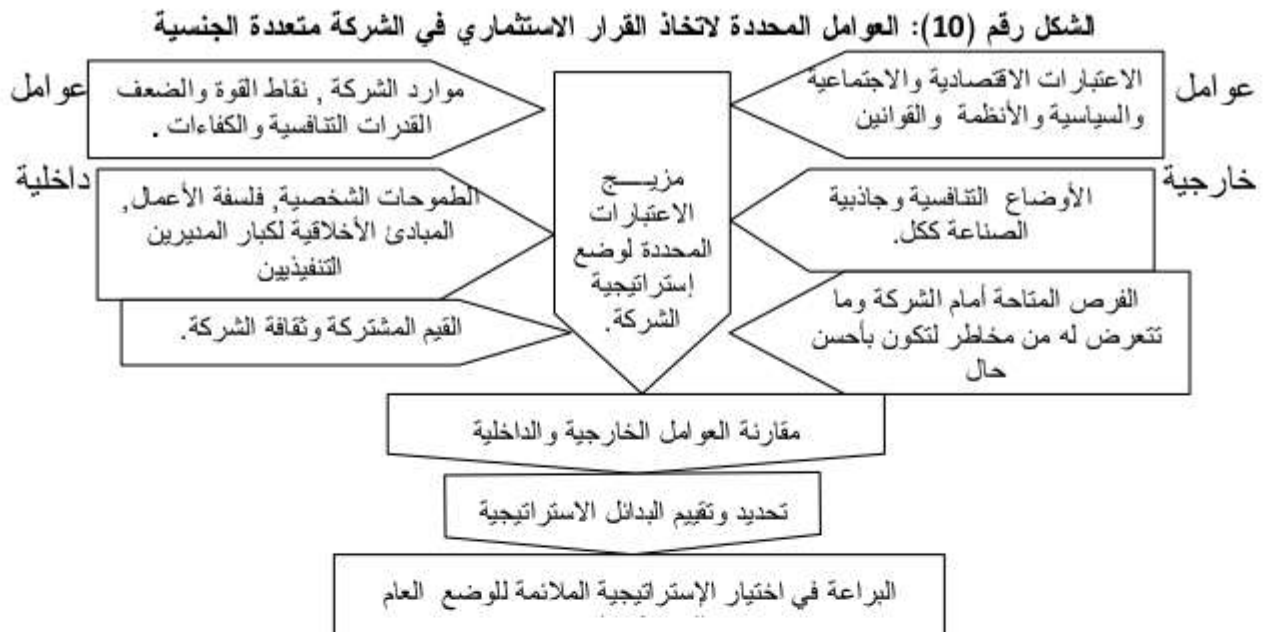 الشكل رقم (10): العوامل المحددة لاتخاذ القرار الاستثماري في الشركة متعددة الجنسية
عوامل
خارجية
الاعتبارات الاقتصادية والاجتماعية
والسياسية والأنظمة والقوانين
الأوضاع التنافسية وجاذبية
الصناعة ككل.
الفرص المتاحة أمام الشركة وما
تتعرض له من مخاطر لتكون بأحسن
حال
مزيـــج
الاعتبارات
المحددة لوضع
إستراتيجية
الشركة.
عوامل
داخلية
موارد الشركة , نقاط القوة والضعف
القدرات التنافسية والكفاءات .
الطموحات الشخصية, فلسفة الأعمال,
المبادئ الأخلاقية لكبار المديرين
التنفيذيين
القيم المشتركة وثقافة الشركة.
مقارنة العوامل الخارجية والداخلية
تحديد وتقييم البدائل الاستراتيجية
البراعة في اختيار الإستراتيجية الملائمة للوضع العام